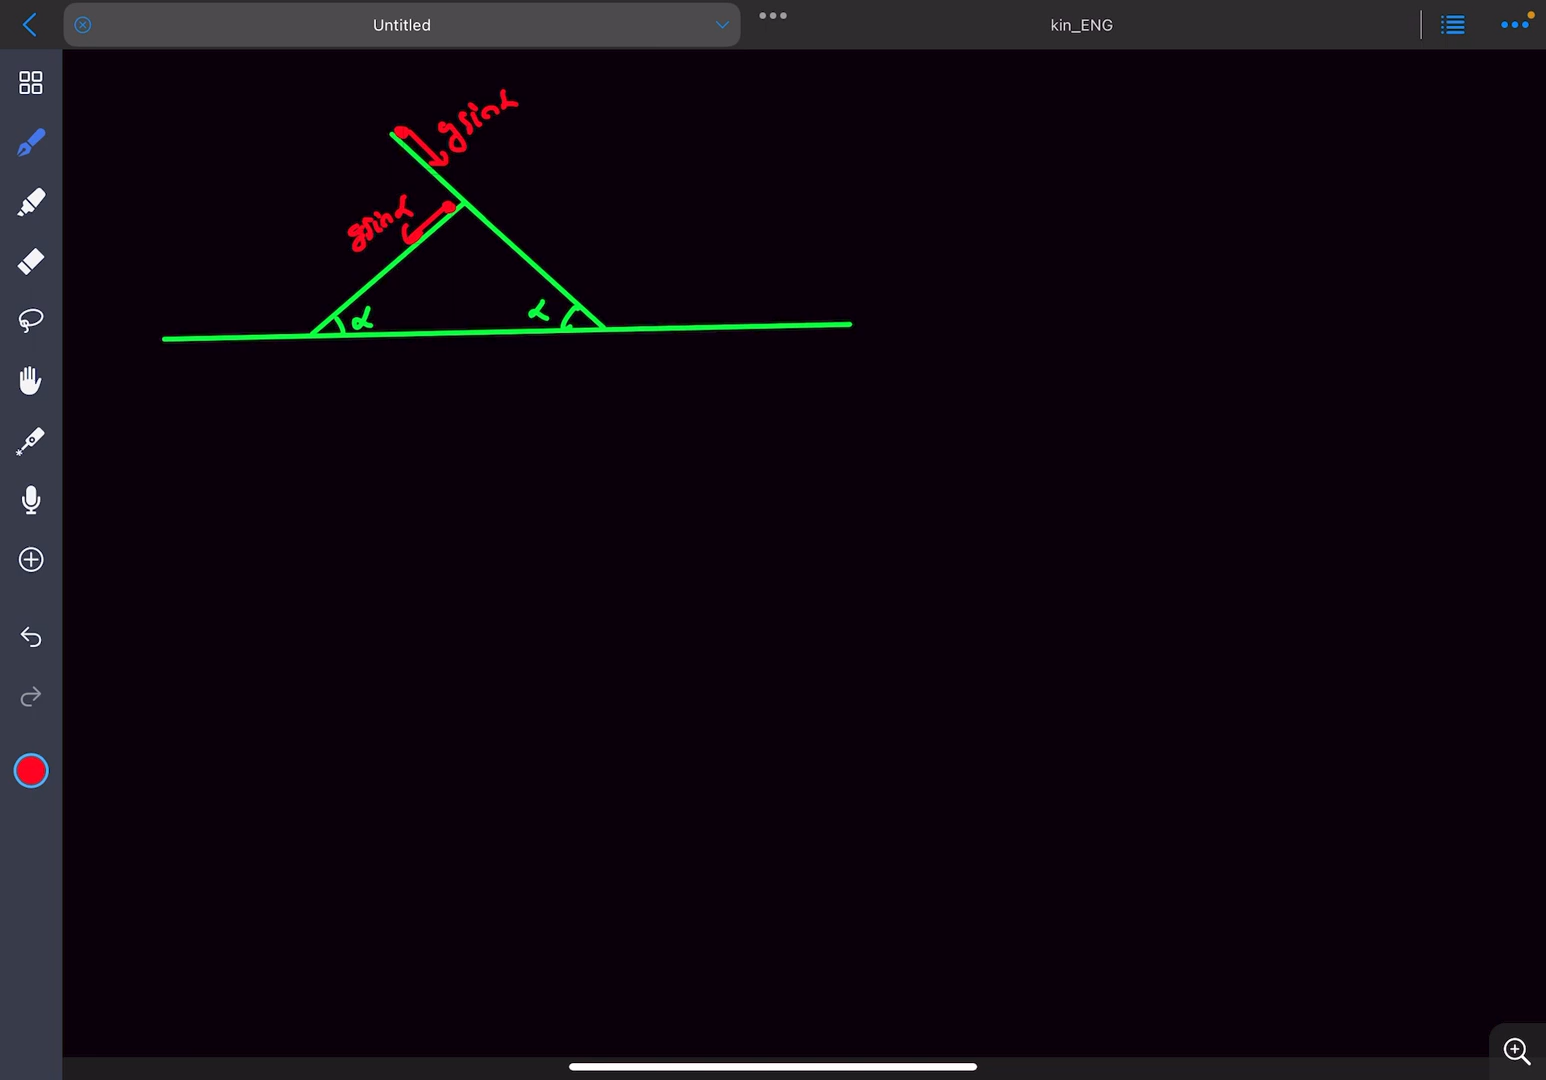 Untitled
kin_ENG
gsinα
gsinα
α
α